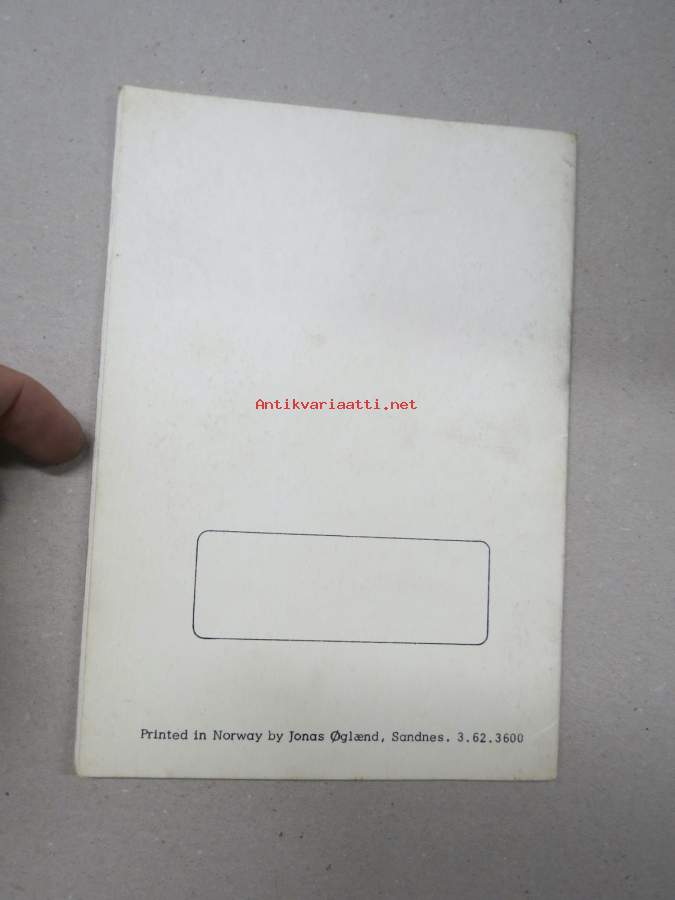 Antikvariaatti.net
Printed in Norway by Jonas Øglænd, Sandnes. 3.62.3600